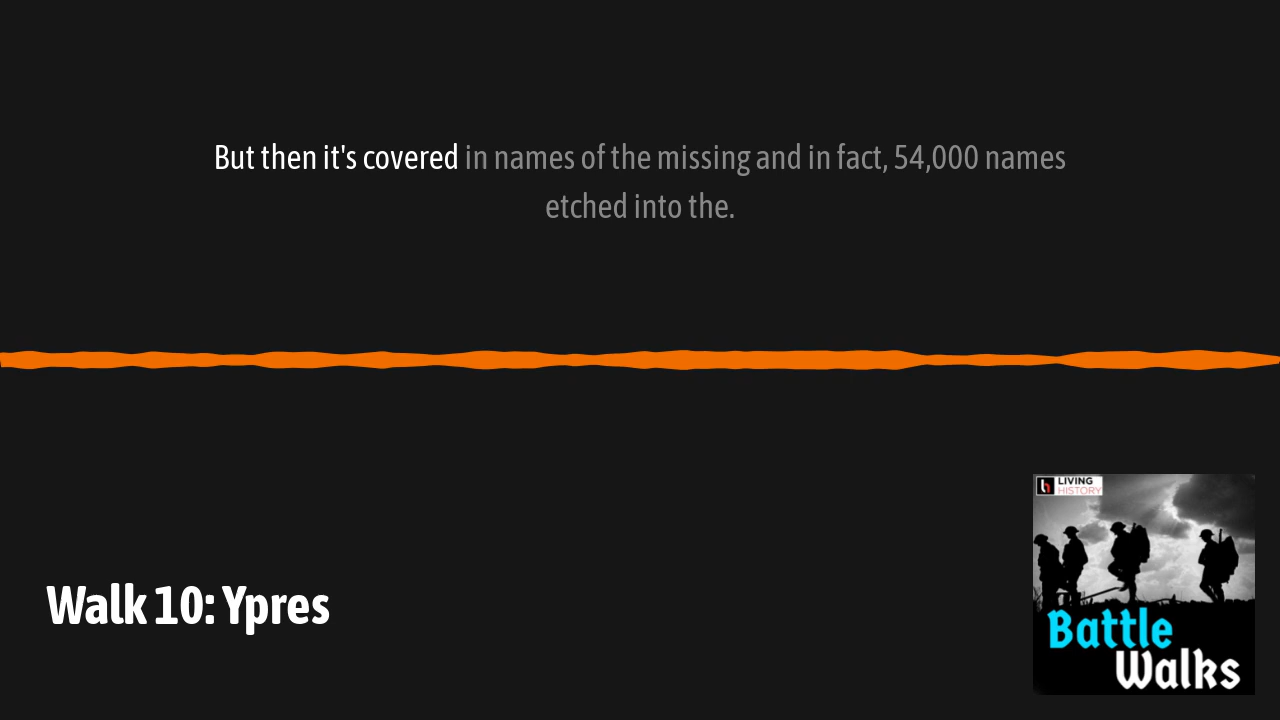 But then it's covered in names of the missing and in fact, 54,000 names
etched into the.
Walk 10: Ypres
LIVING
HISTORY
Battle
Walks